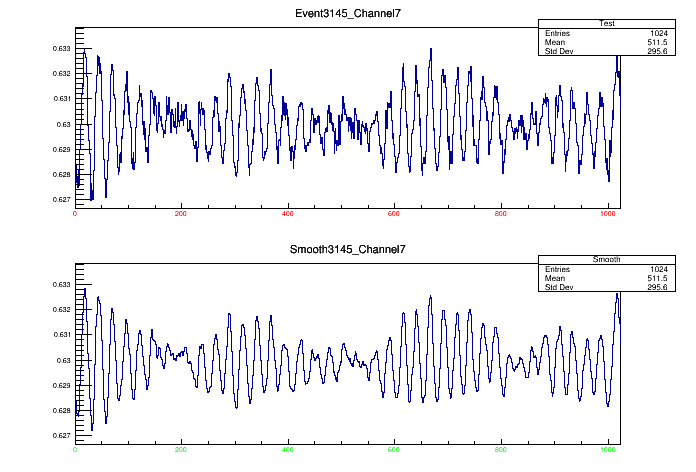 Event3145_Channel7
Test
Entries 1024
Mean 511.5
Std Dev 295.6
0.633
0.632
0.631
0.63
0.629
0.628
0.627
0 200 400 600 800 1000
Smooth3145_Channel7
Smooth
Entries 1024
Mean 511.5
Std Dev 295.6
0.633
0.632
0.631
0.63
0.629
0.628
0.627
0 200 400 600 800 1000